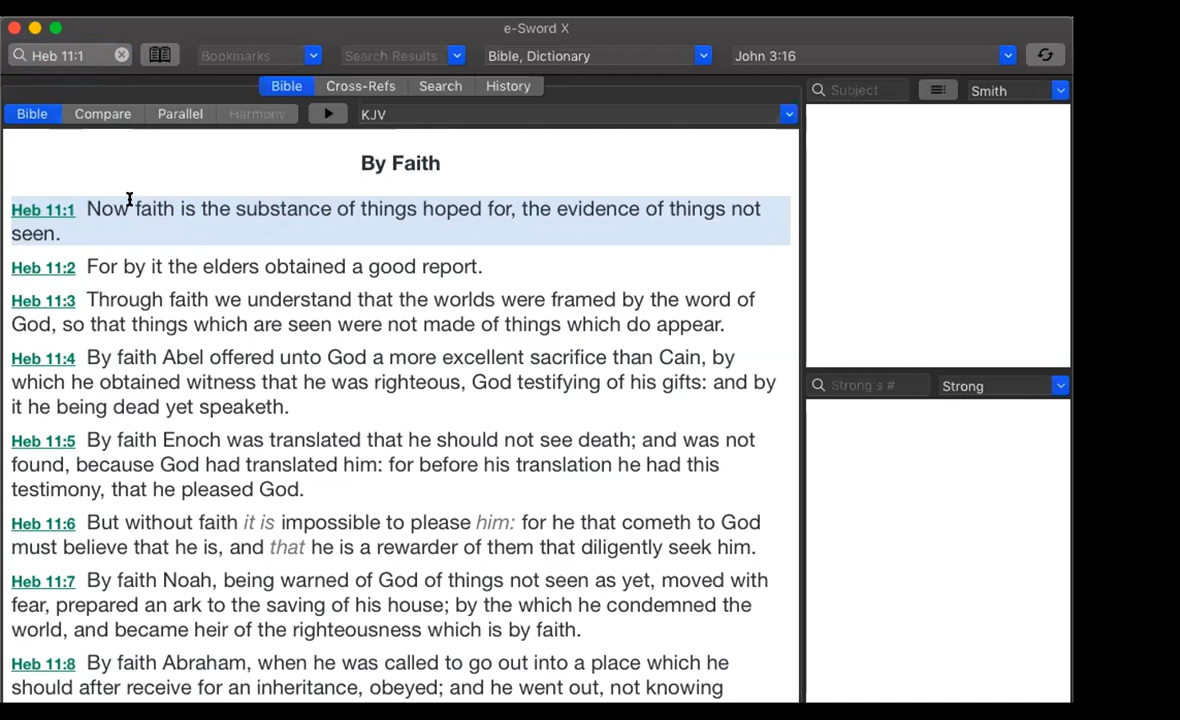 e-Sword X
Heb 11:1 Bookmarks Search Results Bible, Dictionary John 3:16
Bible Cross-Refs Search History
Bible Compare Parallel Harmony KJV
Subject Smith
By Faith
Heb 11:1 Now faith is the substance of things hoped for, the evidence of things not
seen.
Heb 11:2 For by it the elders obtained a good report.
Heb 11:3 Through faith we understand that the worlds were framed by the word of
God, so that things which are seen were not made of things which do appear.
Heb 11:4 By faith Abel offered unto God a more excellent sacrifice than Cain, by
which he obtained witness that he was righteous, God testifying of his gifts: and by
it he being dead yet speaketh.
Heb 11:5 By faith Enoch was translated that he should not see death; and was not
found, because God had translated him: for before his translation he had this
testimony, that he pleased God.
Heb 11:6 But without faith it is impossible to please him: for he that cometh to God
must believe that he is, and that he is a rewarder of them that diligently seek him.
Heb 11:7 By faith Noah, being warned of God of things not seen as yet, moved with
fear, prepared an ark to the saving of his house; by the which he condemned the
world, and became heir of the righteousness which is by faith.
Heb 11:8 By faith Abraham, when he was called to go out into a place which he
should after receive for an inheritance, obeyed; and he went out, not knowing
Strong's # Strong